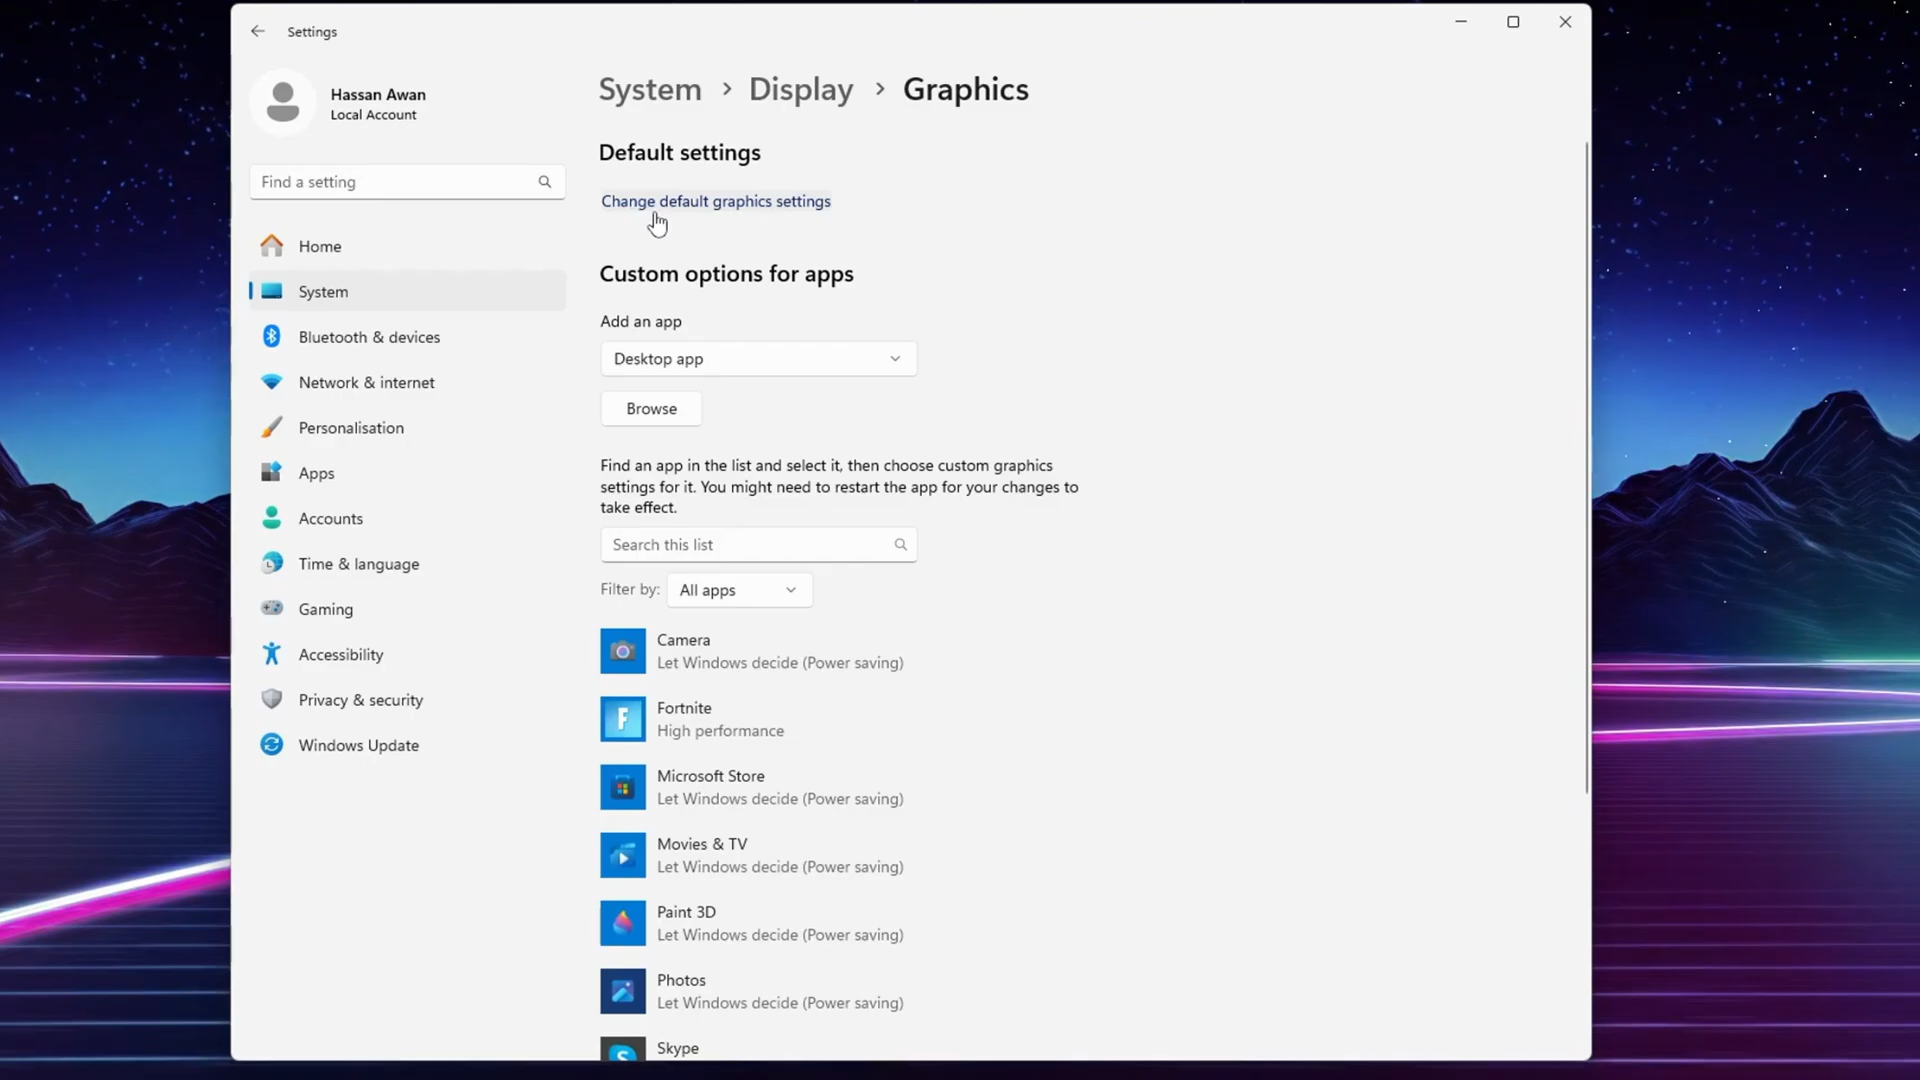 Settings
Hassan Awan
Local Account
Find a setting
Home
System
Bluetooth & devices
Network & internet
Personalisation
Apps
Accounts
Time & language
Gaming
Accessibility
Privacy & security
Windows Update
System > Display > Graphics
Default settings
Change default graphics settings
Custom options for apps
Add an app
Desktop app
Browse
Find an app in the list and select it, then choose custom graphics
settings for it. You might need to restart the app for your changes to
take effect.
Search this list
Filter by: All apps
Camera
Let Windows decide (Power saving)
F
Fortnite
High performance
Microsoft Store
Let Windows decide (Power saving)
Movies & TV
Let Windows decide (Power saving)
Paint 3D
Let Windows decide (Power saving)
Photos
Let Windows decide (Power saving)
S
Skype